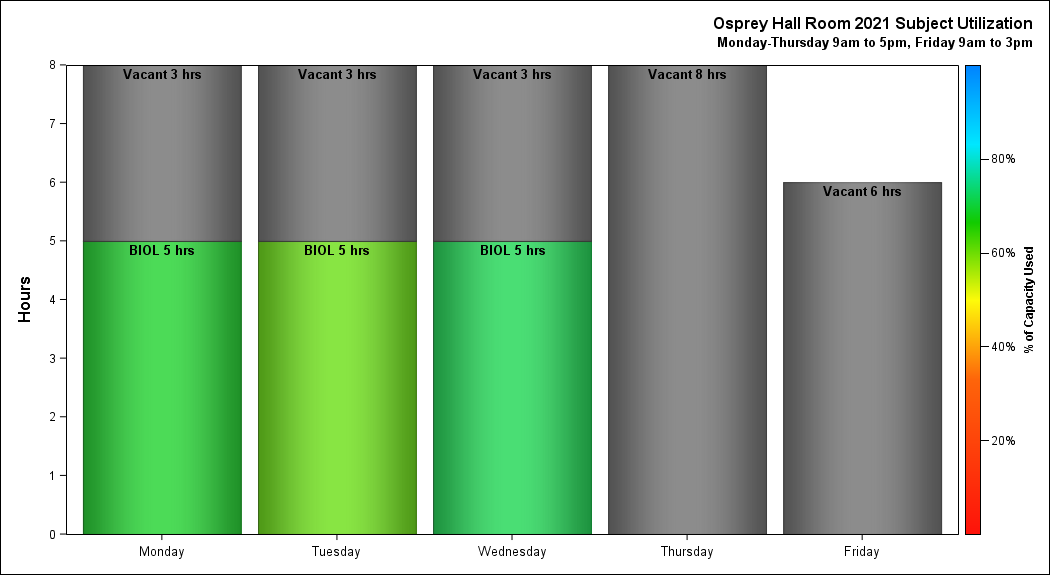 Osprey Hall Room 2021 Subject Utilization
Monday-Thursday 9am to 5pm, Friday 9am to 3pm
Vacant 3 hrs
Vacant 3 hrs
Vacant 3 hrs
Vacant 8 hrs
Vacant 6 hrs
BIOL 5 hrs
BIOL 5 hrs
BIOL 5 hrs
8
7
6
5
4
3
2
1
0
Hours
Monday
Tuesday
Wednesday
Thursday
Friday
80%
60%
40%
20%
% of Capacity Used